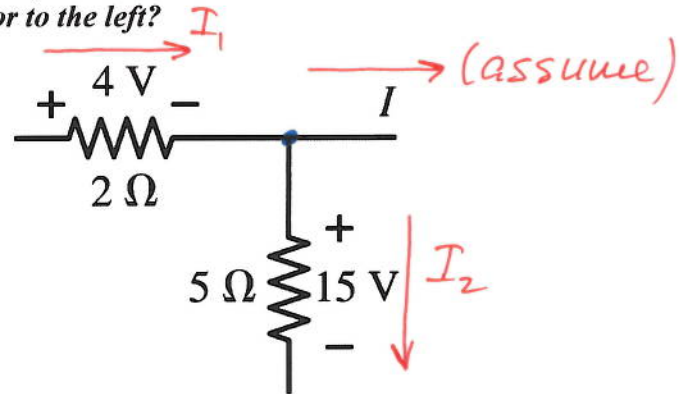 or to the left?
I₁
+ 4 V −
I
(assume)
2 Ω
+
5 Ω
15 V
I₂
−